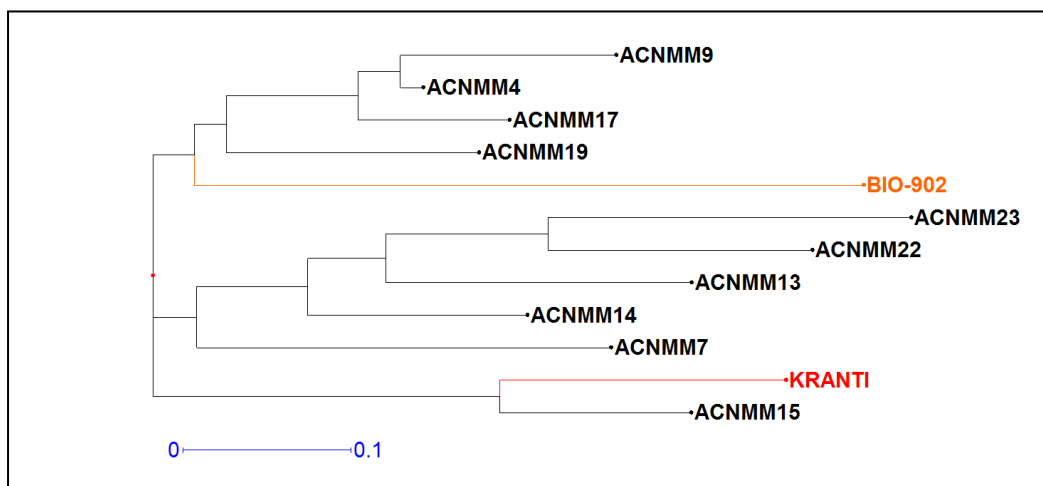 ACNMM9
ACNMM4
ACNMM17
ACNMM19
BIO-902
ACNMM23
ACNMM22
ACNMM13
ACNMM14
ACNMM7
KRANTI
ACNMM15
0 0.1